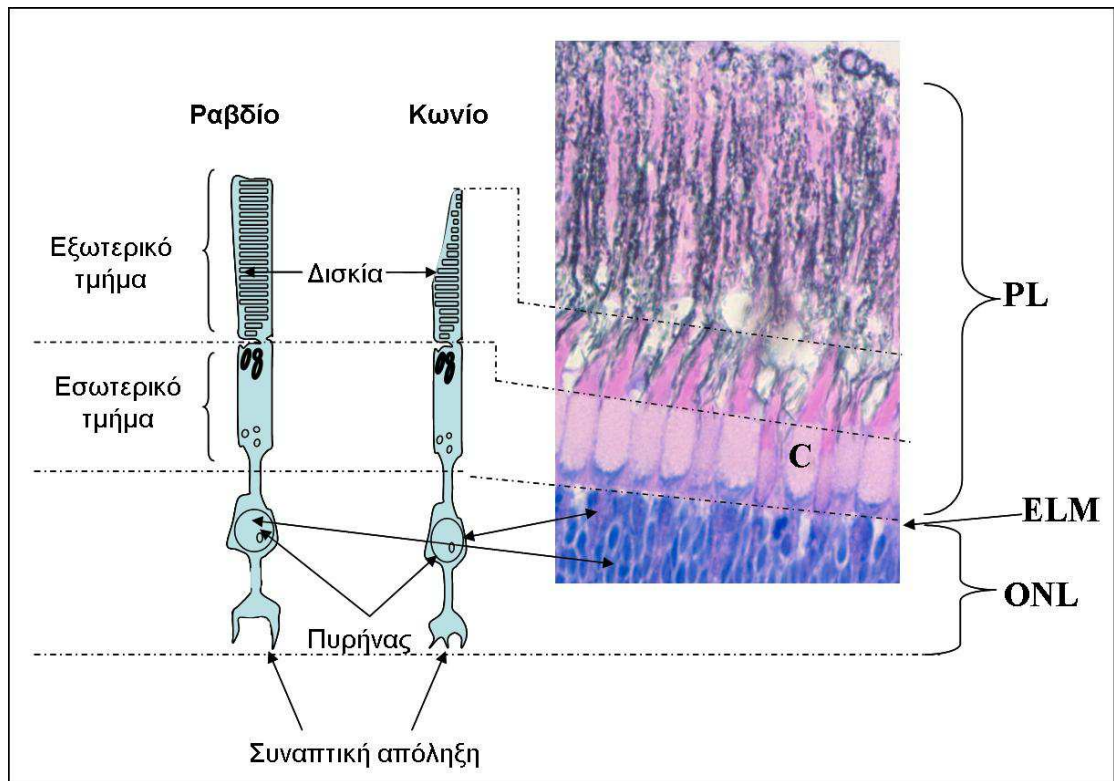 Ραβδίο
Κωνίο
Εξωτερικό
τμήμα
Δισκία
PL
Εσωτερικό
τμήμα
C
ELM
ONL
Πυρήνας
Συναπτική απόληξη